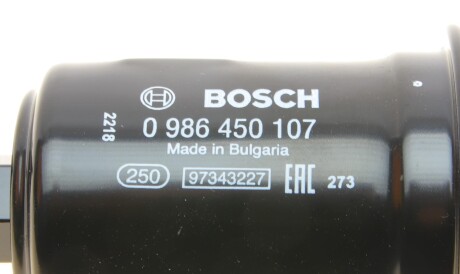 BOSCH
2218
0 986 450 107
Made in Bulgaria
250 97343227 EAC 273